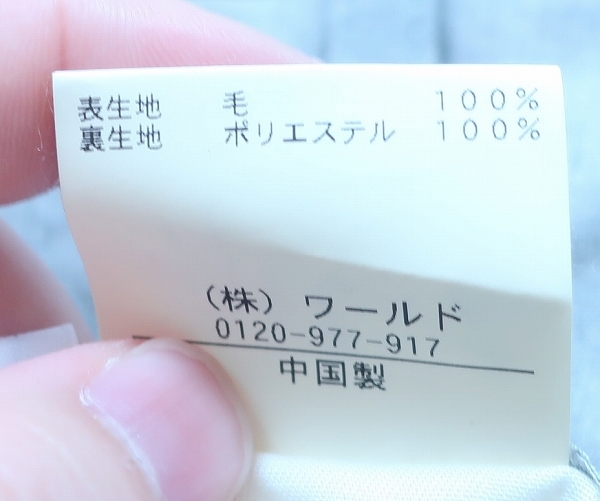 表生地 毛 １００％
裏生地 ポリエステル １００％
（株） ワールド
0120-977-917
中国製